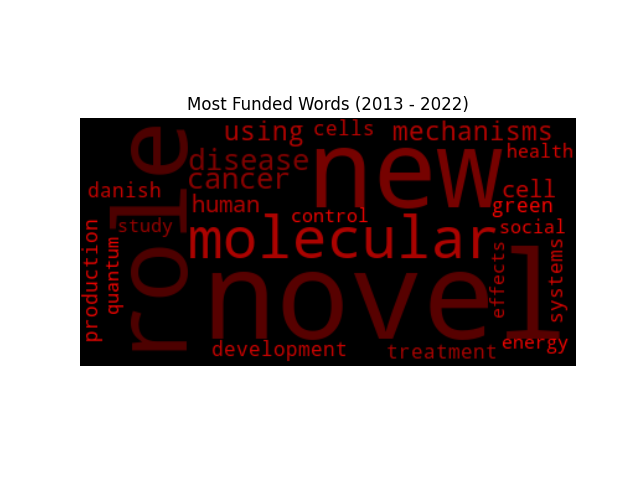 Most Funded Words (2013 - 2022)
using
cells
mechanisms
role
new
health
disease
cancer
danish
cell
human
green
control
study
molecular
social
production
quantum
novel
effects
systems
development
treatment
energy